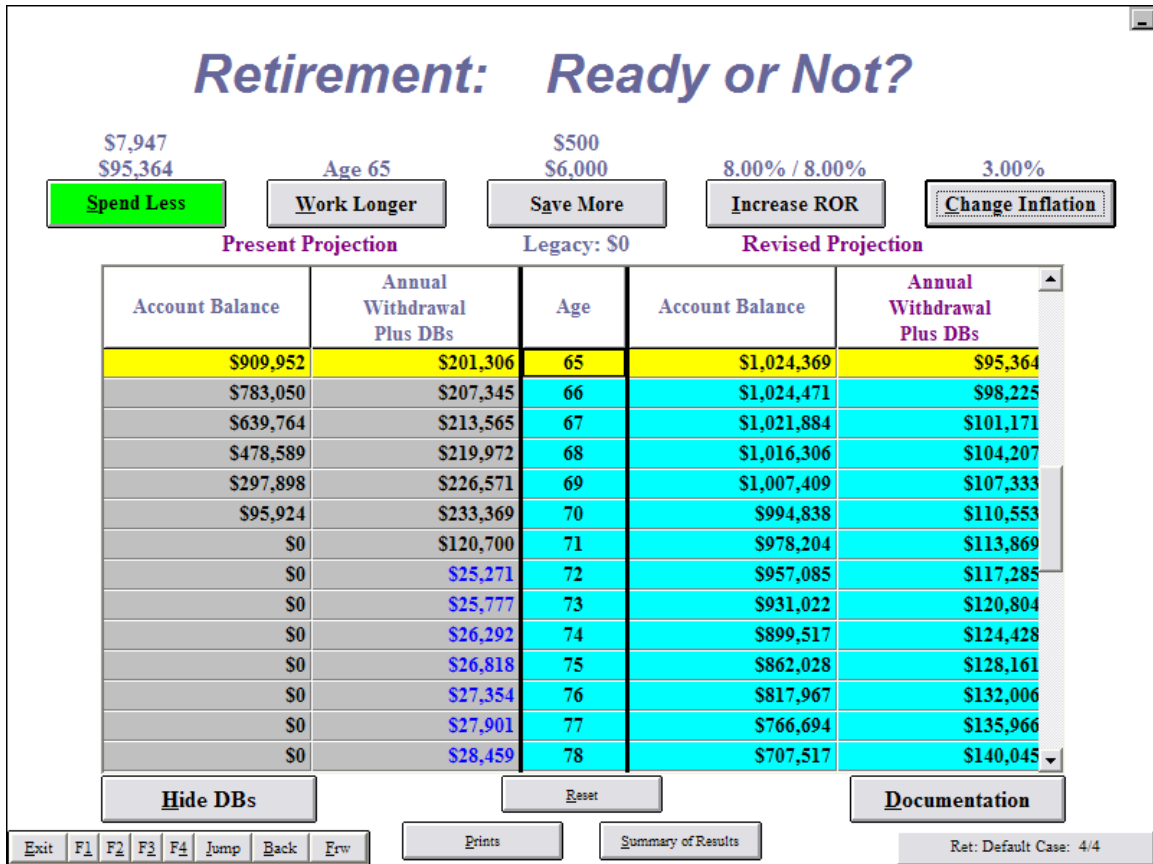 Retirement: Ready or Not?
$7,947 $500
$95,364 Age 65 $6,000 8.00% / 8.00% 3.00%
Spend Less Work Longer Save More Increase ROR Change Inflation
Present Projection Legacy: $0 Revised Projection
Account Balance Annual Withdrawal Plus DBs Age Account Balance Annual Withdrawal Plus DBs
$909,952 $201,306 65 $1,024,369 $95,364
$783,050 $207,345 66 $1,024,471 $98,225
$639,764 $213,565 67 $1,021,884 $101,171
$478,589 $219,972 68 $1,016,306 $104,207
$297,898 $226,571 69 $1,007,409 $107,333
$95,924 $233,369 70 $994,838 $110,553
$0 $120,700 71 $978,204 $113,869
$0 $25,271 72 $957,085 $117,285
$0 $25,777 73 $931,022 $120,804
$0 $26,292 74 $899,517 $124,428
$0 $26,818 75 $862,028 $128,161
$0 $27,354 76 $817,967 $132,006
$0 $27,901 77 $766,694 $135,966
$0 $28,459 78 $707,517 $140,045
Hide DBs Reset Documentation
Exit F1 F2 F3 F4 Jump Back Frw Prints Summary of Results Ret: Default Case: 4/4